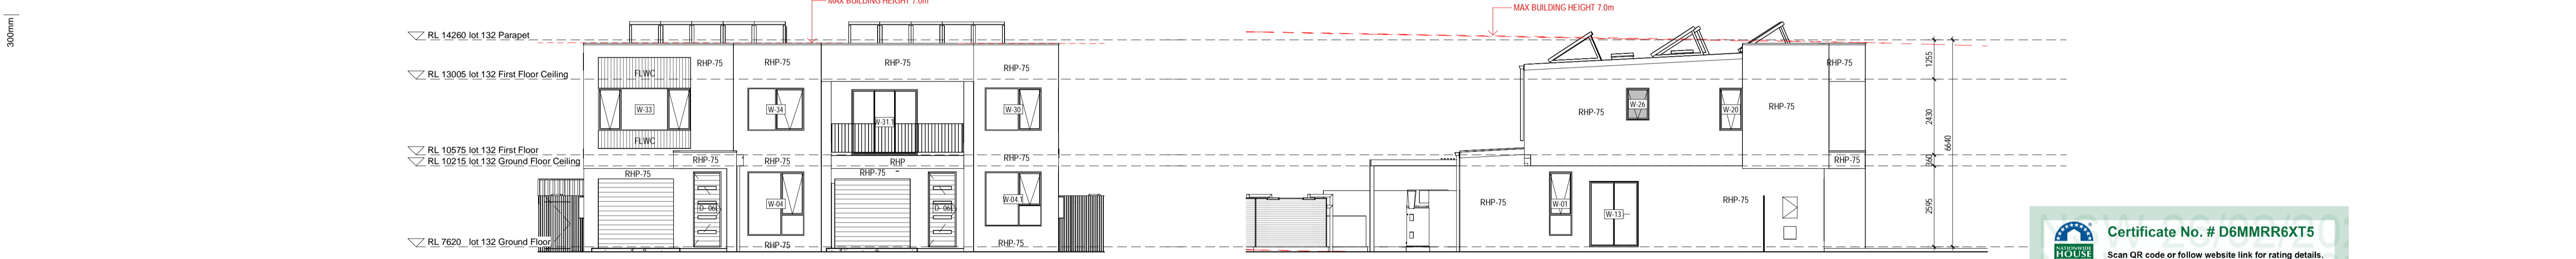 300mm
MAX BUILDING HEIGHT 7.0m
MAX BUILDING HEIGHT 7.0m
RL 14260 lot 132 Parapet
RL 13005 lot 132 First Floor Ceiling
RL 10575 lot 132 First Floor
RL 10215 lot 132 Ground Floor Ceiling
RL 7620 lot 132 Ground Floor
FLWC
RHP-75
RHP-75
RHP-75
RHP-75
W-33
W-34
W-31.1
W-30
FLWC
RHP-75
RHP-75
RHP
RHP-75
RHP-75
RHP-75
D- 06L
W-04
D- 06L
W-04.1
RHP-75
RHP-75
RHP-75
W-26
W-20
RHP-75
RHP-75
RHP-75
RHP-75
W-01
W-13
RHP-75
1255
2430
360
2595
6640
Certificate No. # D6MMRR6XT5
Scan QR code or follow website link for rating details.
NATIONWIDE
HOUSE